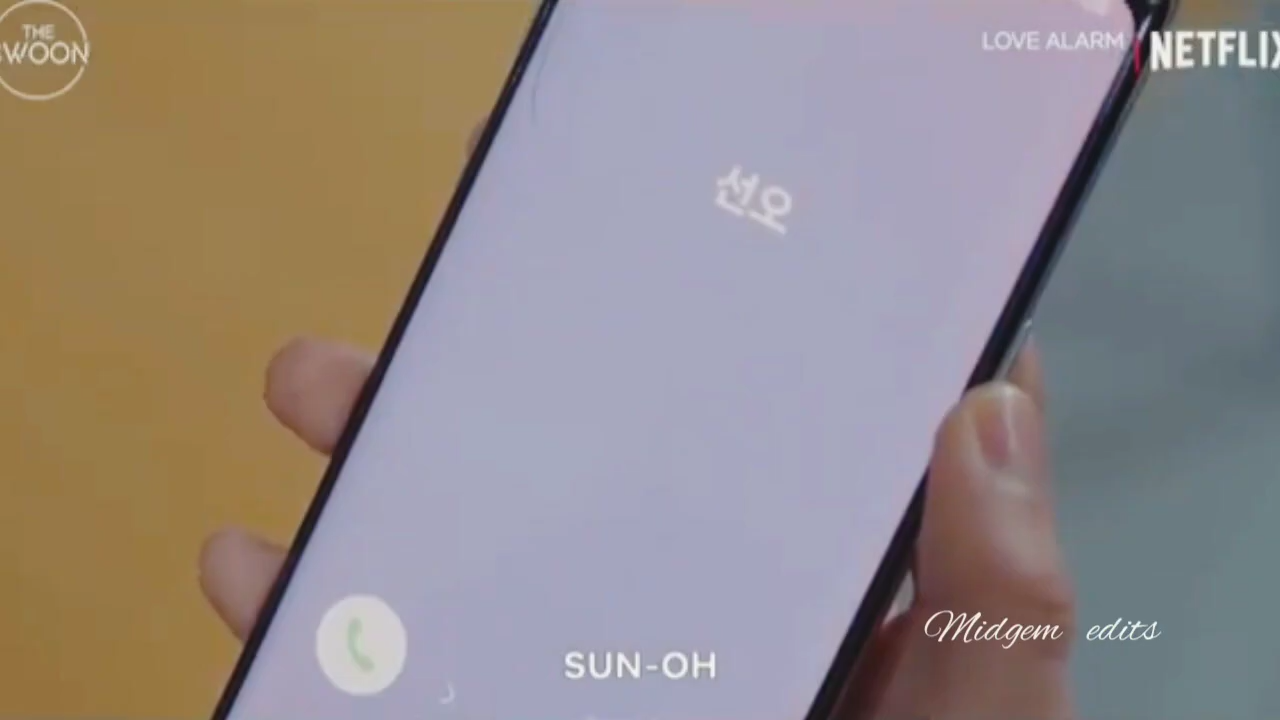 THE
SWOON
LOVE ALARM
NETFLIX
선오
SUN-OH
Midgem edits